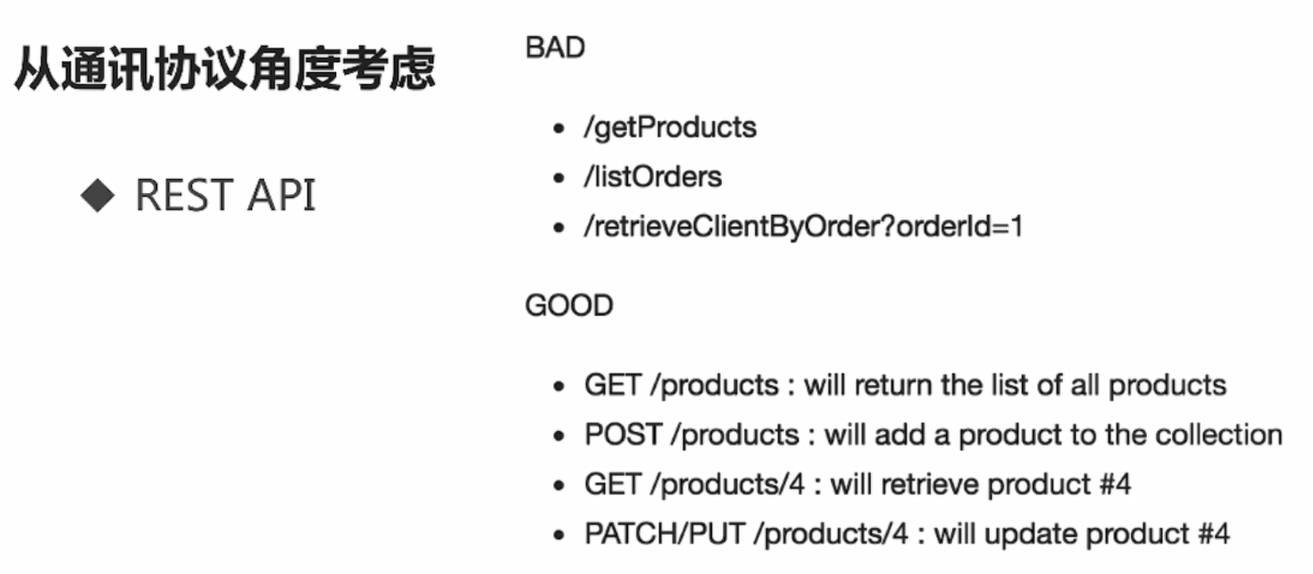 从通讯协议角度考虑
◆ REST API
BAD
• /getProducts
• /listOrders
• /retrieveClientByOrder?orderId=1
GOOD
• GET /products : will return the list of all products
• POST /products : will add a product to the collection
• GET /products/4 : will retrieve product #4
• PATCH/PUT /products/4 : will update product #4